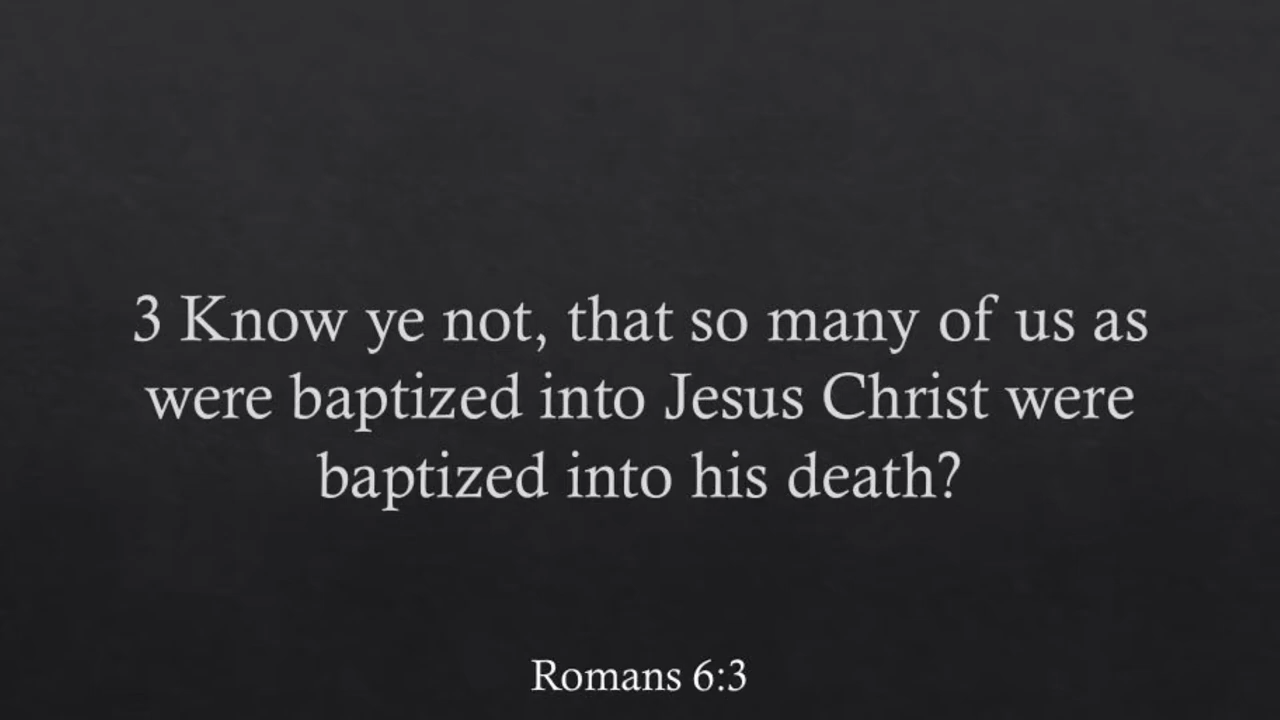 3 Know ye not, that so many of us as
were baptized into Jesus Christ were
baptized into his death?
Romans 6:3